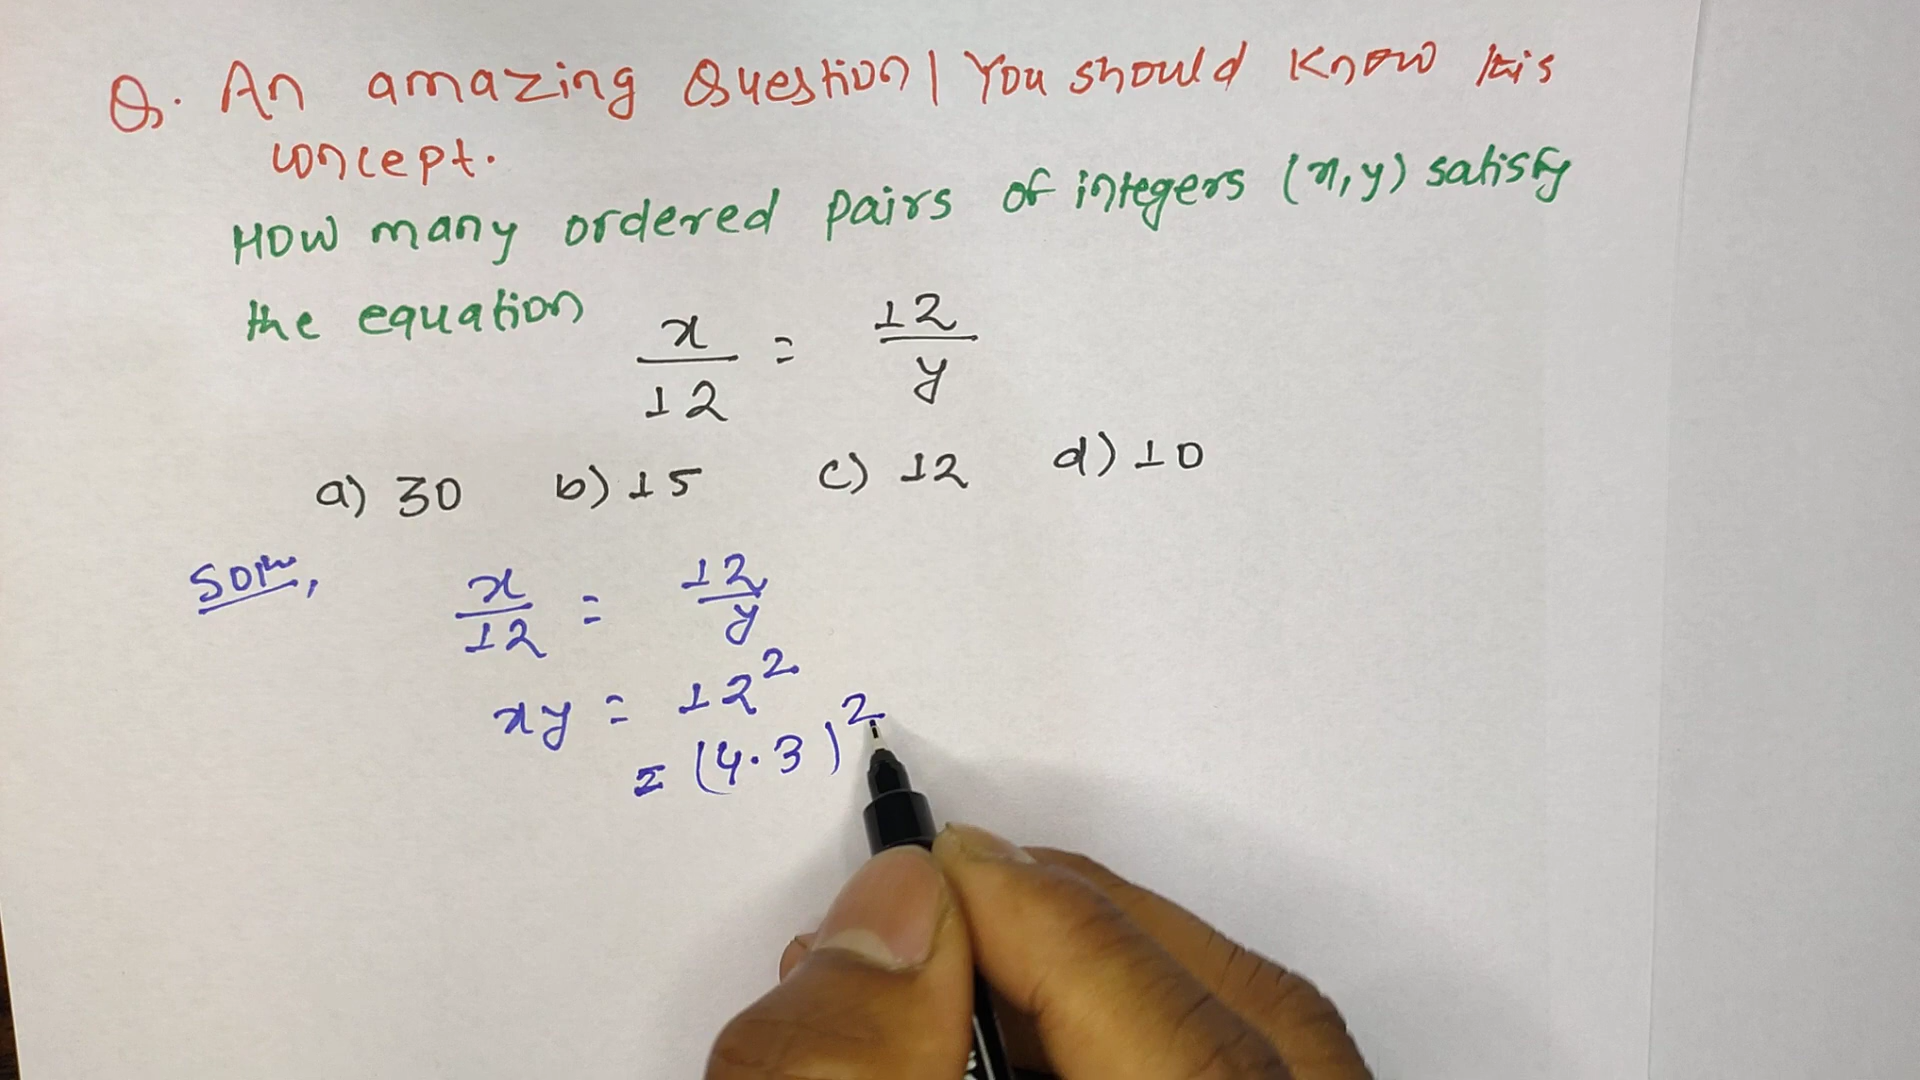 Q. An amazing Question | You should Know this
concept.
How many ordered pairs of integers (x,y) satisfy
the equation
x/12 = 12/y
a) 30 b) 15 c) 12 d) 10
Soln,
x/12 = 12/y
xy = 12²
= (4·3)²